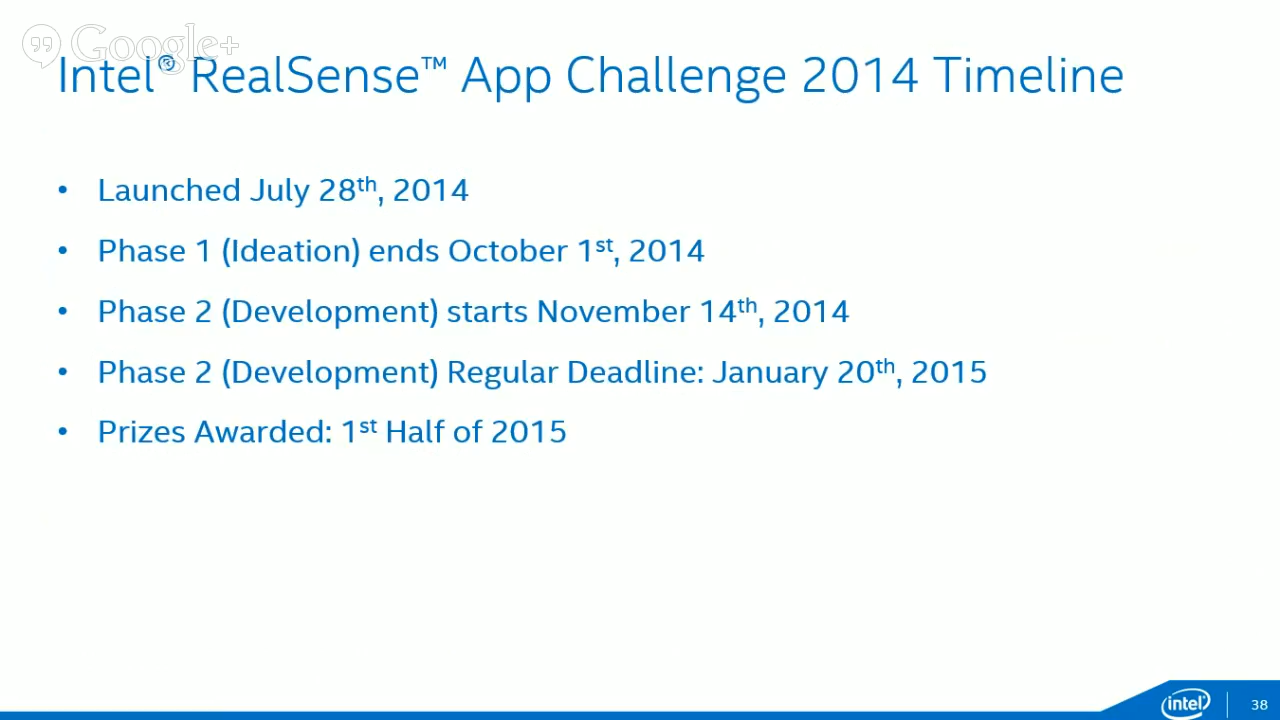 Google+
Intel® RealSense™ App Challenge 2014 Timeline
• Launched July 28th, 2014
• Phase 1 (Ideation) ends October 1st, 2014
• Phase 2 (Development) starts November 14th, 2014
• Phase 2 (Development) Regular Deadline: January 20th, 2015
• Prizes Awarded: 1st Half of 2015
intel 38